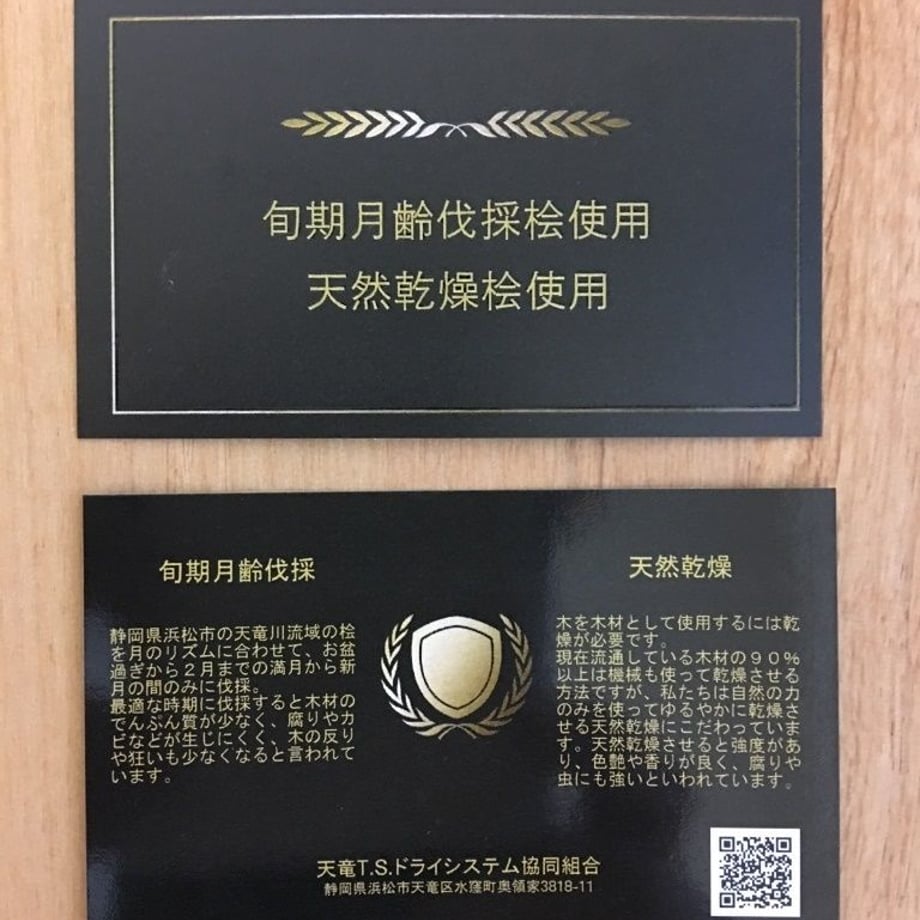 旬期月齢伐採桧使用
天然乾燥桧使用
旬期月齢伐採
静岡県浜松市の天竜川流域の桧
を月のリズムに合わせて、お盆
過ぎから2月までの満月から新
月の間のみに伐採。
最適な時期に伐採すると木材の
でんぷん質が少なく、腐りやカ
ビなどが生じにくく、木の反り
や狂いも少なくなると言われて
います。
天然乾燥
木を木材として使用するには乾
燥が必要です。
現在流通している木材の90%
以上は機械も使って乾燥させる
方法ですが、私たちは自然の力
のみを使ってゆるやかに乾燥さ
せる天然乾燥にこだわっていま
す。天然乾燥させると強度があ
り、色艶や香りが良く、腐りや
虫にも強いといわれています。
天竜T.S.ドライシステム協同組合
静岡県浜松市天竜区水窪町奥領家3818-11